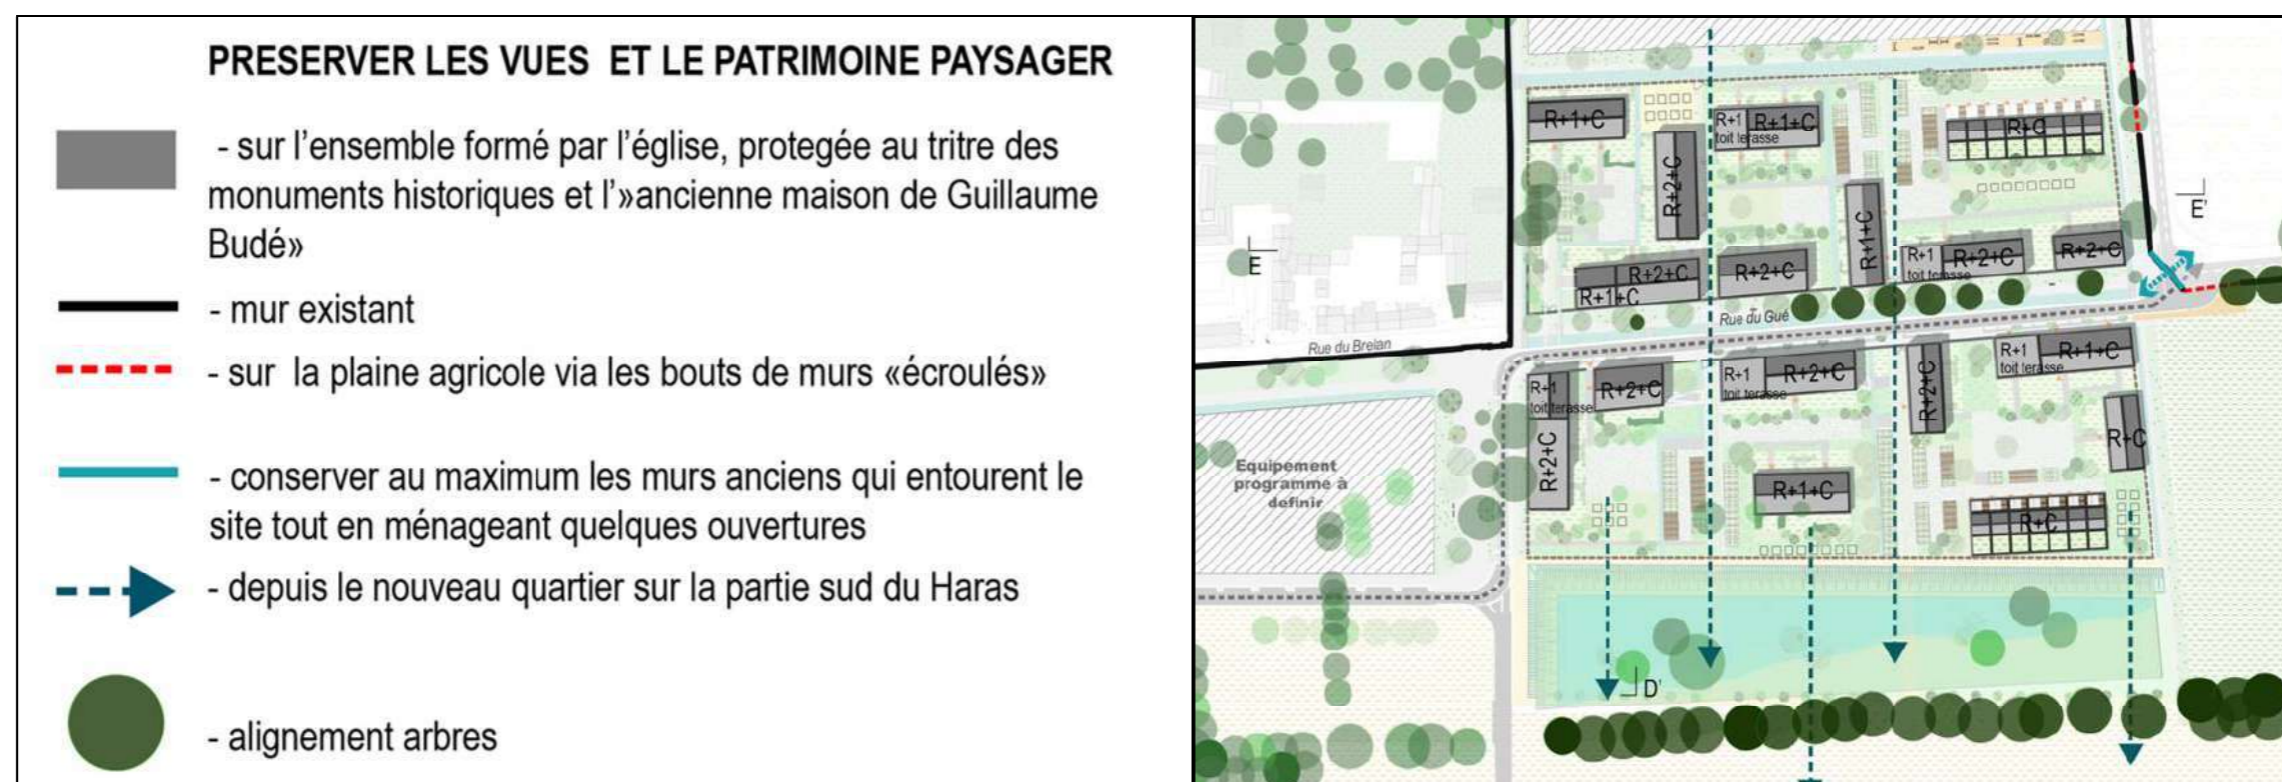 PRESERVER LES VUES ET LE PATRIMOINE PAYSAGER
- sur l’ensemble formé par l’église, protegée au tritre des
monuments historiques et l’»ancienne maison de Guillaume
Budé»
- mur existant
- sur la plaine agricole via les bouts de murs «écroulés»
- conserver au maximum les murs anciens qui entourent le
site tout en ménageant quelques ouvertures
- depuis le nouveau quartier sur la partie sud du Haras
- alignement arbres
R+1+C
R+2+C
R+1
toit terasse
R+1+C
R+C
E'
E
R+2+C
R+1+C
R+2+C
R+1+C
R+1
toit terasse
R+2+C
R+2+C
Rue du Gué
Rue du Brelan
R+1
toit terasse
R+2+C
R+2+C
R+1
toit terasse
R+2+C
R+2+C
R+1
toit terasse
R+1+C
R+C
Equipement
programme à
definir
R+1+C
R+C
D'